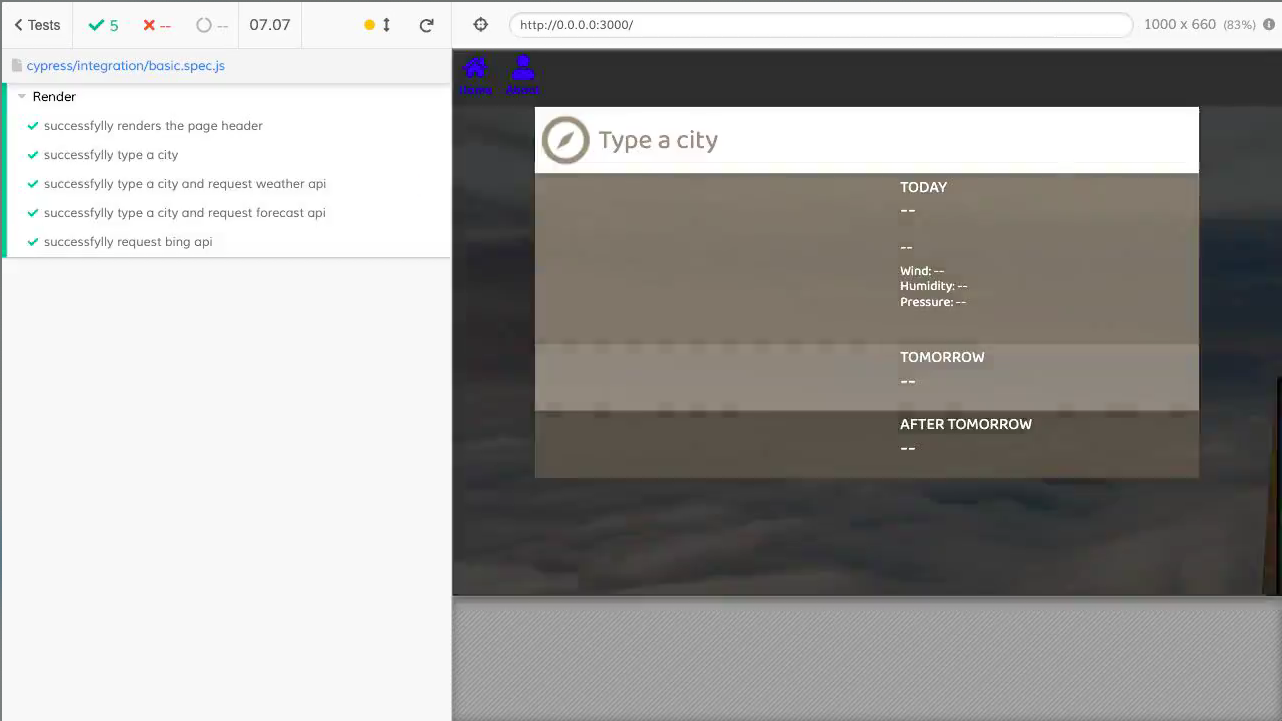 Tests 5 -- -- 07.07
http://0.0.0.0:3000/ 1000 x 660 (83%)
cypress/integration/basic.spec.js
Render
successfylly renders the page header
successfylly type a city
successfylly type a city and request weather api
successfylly type a city and request forecast api
successfylly request bing api
Home
Type a city
TODAY
--
--
Wind: --
Humidity: --
Pressure: --
TOMORROW
--
AFTER TOMORROW
--